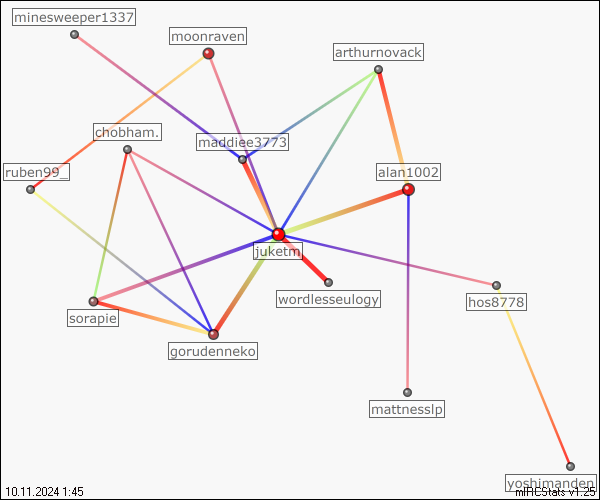 minesweeper1337
moonraven
arthurnovack
chobham.
maddiee3773
ruben99_
alan1002
juketm
wordlesseulogy
hos8778
sorapie
gorudenneko
mattnesslp
yoshimanden
10.11.2024 1:45
mIRCStats v1.25